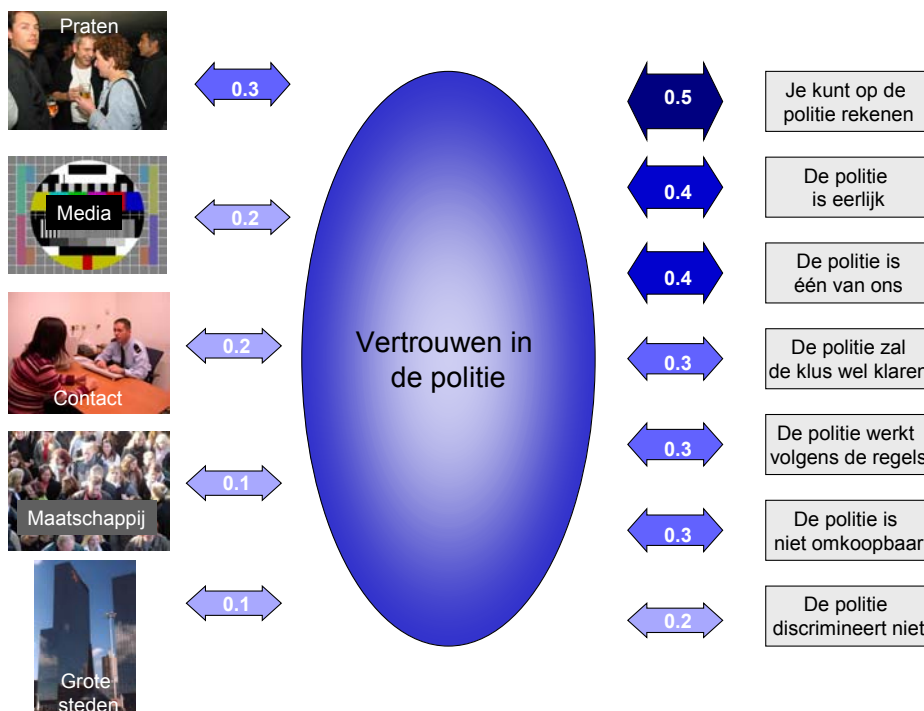 Praten
0.3
Media
0.2
Contact
0.2
Maatschappij
0.1
Grote
steden
0.1
Vertrouwen in
de politie
0.5
Je kunt op de
politie rekenen
0.4
De politie
is eerlijk
0.4
De politie is
één van ons
0.3
De politie zal
de klus wel klaren
0.3
De politie werkt
volgens de regels
0.3
De politie is
niet omkoopbaar
0.2
De politie
discrimineert niet